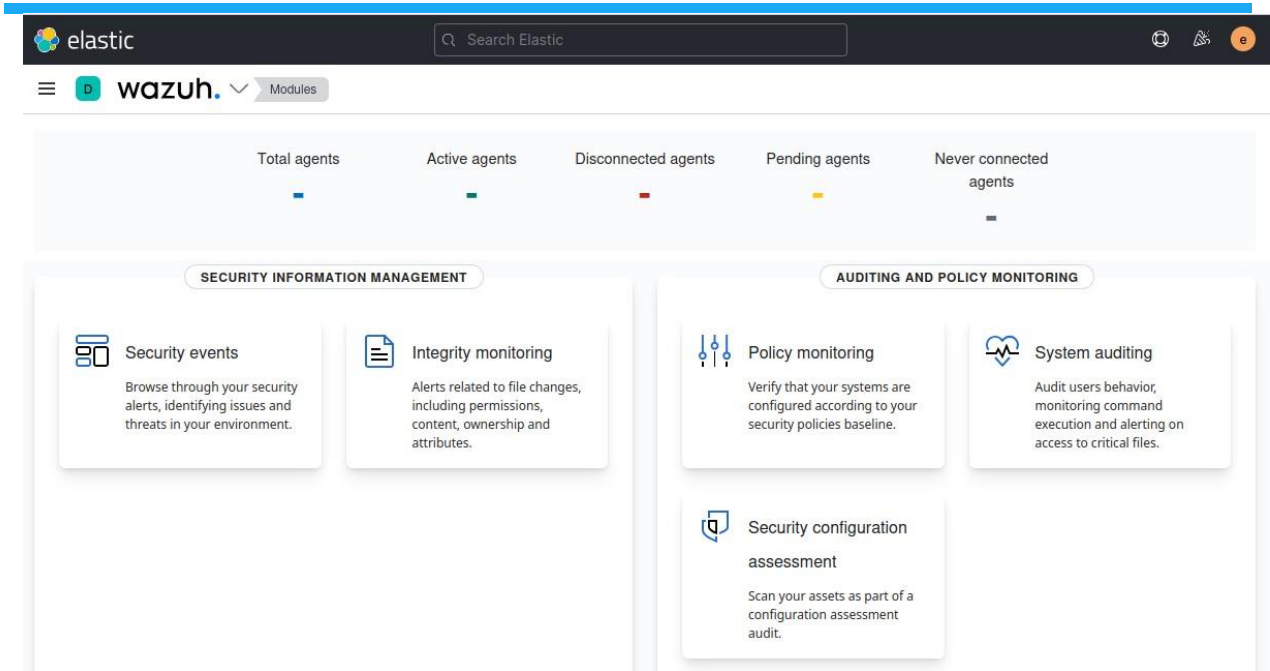 elastic
Search Elastic
e
D
wazuh.
Modules
Total agents
Active agents
Disconnected agents
Pending agents
Never connected
agents
-
-
-
-
-
SECURITY INFORMATION MANAGEMENT
Security events
Browse through your security
alerts, identifying issues and
threats in your environment.
Integrity monitoring
Alerts related to file changes,
including permissions,
content, ownership and
attributes.
AUDITING AND POLICY MONITORING
Policy monitoring
Verify that your systems are
configured according to your
security policies baseline.
System auditing
Audit users behavior,
monitoring command
execution and alerting on
access to critical files.
Security configuration
assessment
Scan your assets as part of a
configuration assessment
audit.